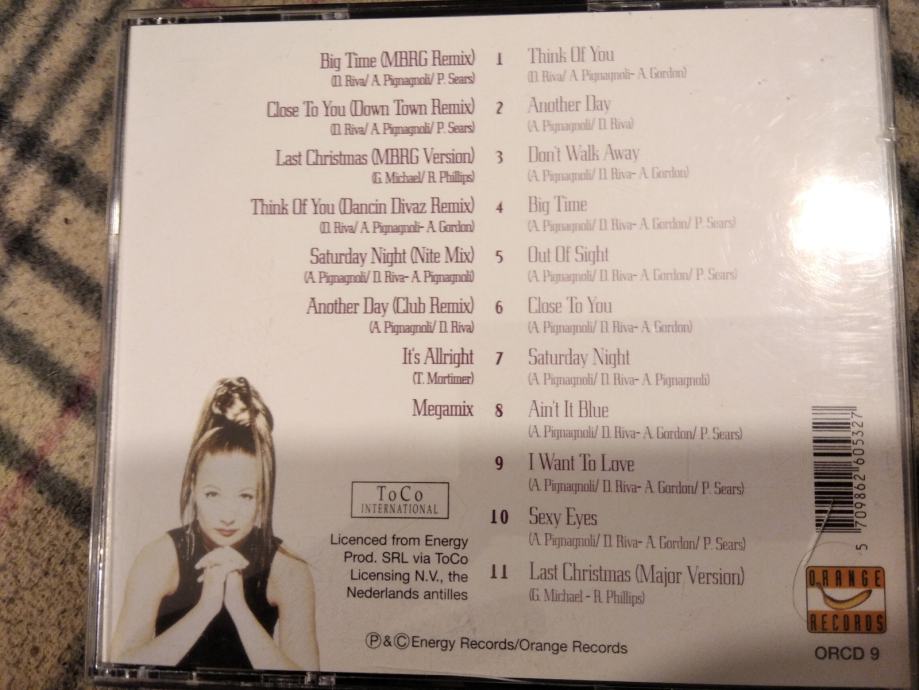 Big Time (MBRG Remix)
(D. Riva/ A. Pignagnoli/ P. Sears)
Close To You (Down Town Remix)
(D. Riva/ A. Pignagnoli/ P. Sears)
Last Christmas (MBRG Version)
(G. Michael/ R. Phillips)
Think Of You (Dancin Divaz Remix)
(D. Riva/ A. Pignagnoli- A. Gordon)
Saturday Night (Nite Mix)
(A. Pignagnoli/ D. Riva- A. Pignagnoli)
Another Day (Club Remix)
(A. Pignagnoli/ D. Riva)
It's Allright
(T. Mortimer)
Megamix
1 Think Of You
(D. Riva/ A. Pignagnoli- A. Gordon)
2 Another Day
(A. Pignagnoli/ D. Riva)
3 Don't Walk Away
(A. Pignagnoli/ D. Riva- A. Gordon)
4 Big Time
(A. Pignagnoli/ D. Riva- A. Gordon/ P. Sears)
5 Out Of Sight
(A. Pignagnoli/ D. Riva- A. Gordon/ P. Sears)
6 Close To You
(A. Pignagnoli/ D. Riva- A. Gordon)
7 Saturday Night
(A. Pignagnoli/ D. Riva- A. Pignagnoli)
8 Ain't It Blue
(A. Pignagnoli/ D. Riva- A. Gordon/ P. Sears)
9 I Want To Love
(A. Pignagnoli/ D. Riva- A. Gordon/ P. Sears)
10 Sexy Eyes
(A. Pignagnoli/ D. Riva- A. Gordon/ P. Sears)
11 Last Christmas (Major Version)
(G. Michael - R. Phillips)
ToCo
INTERNATIONAL
Licenced from Energy
Prod. SRL via ToCo
Licensing N.V., the
Nederlands antilles
Ⓟ&ⒸEnergy Records/Orange Records
5 709862 605327
ORANGE
RECORDS
ORCD 9